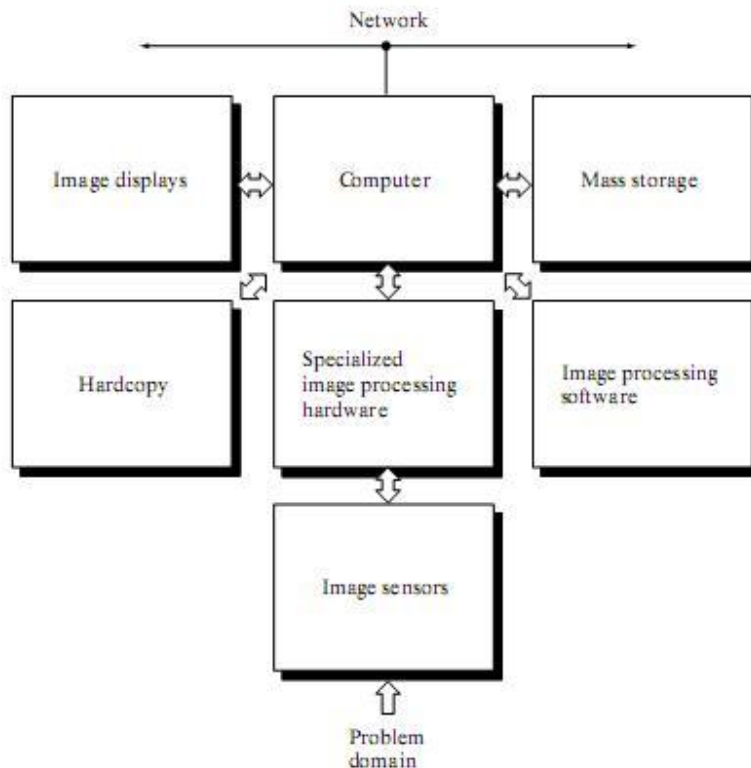 Network
Image displays
Computer
Mass storage
Hardcopy
Specialized
image processing
hardware
Image processing
software
Image sensors
Problem
domain